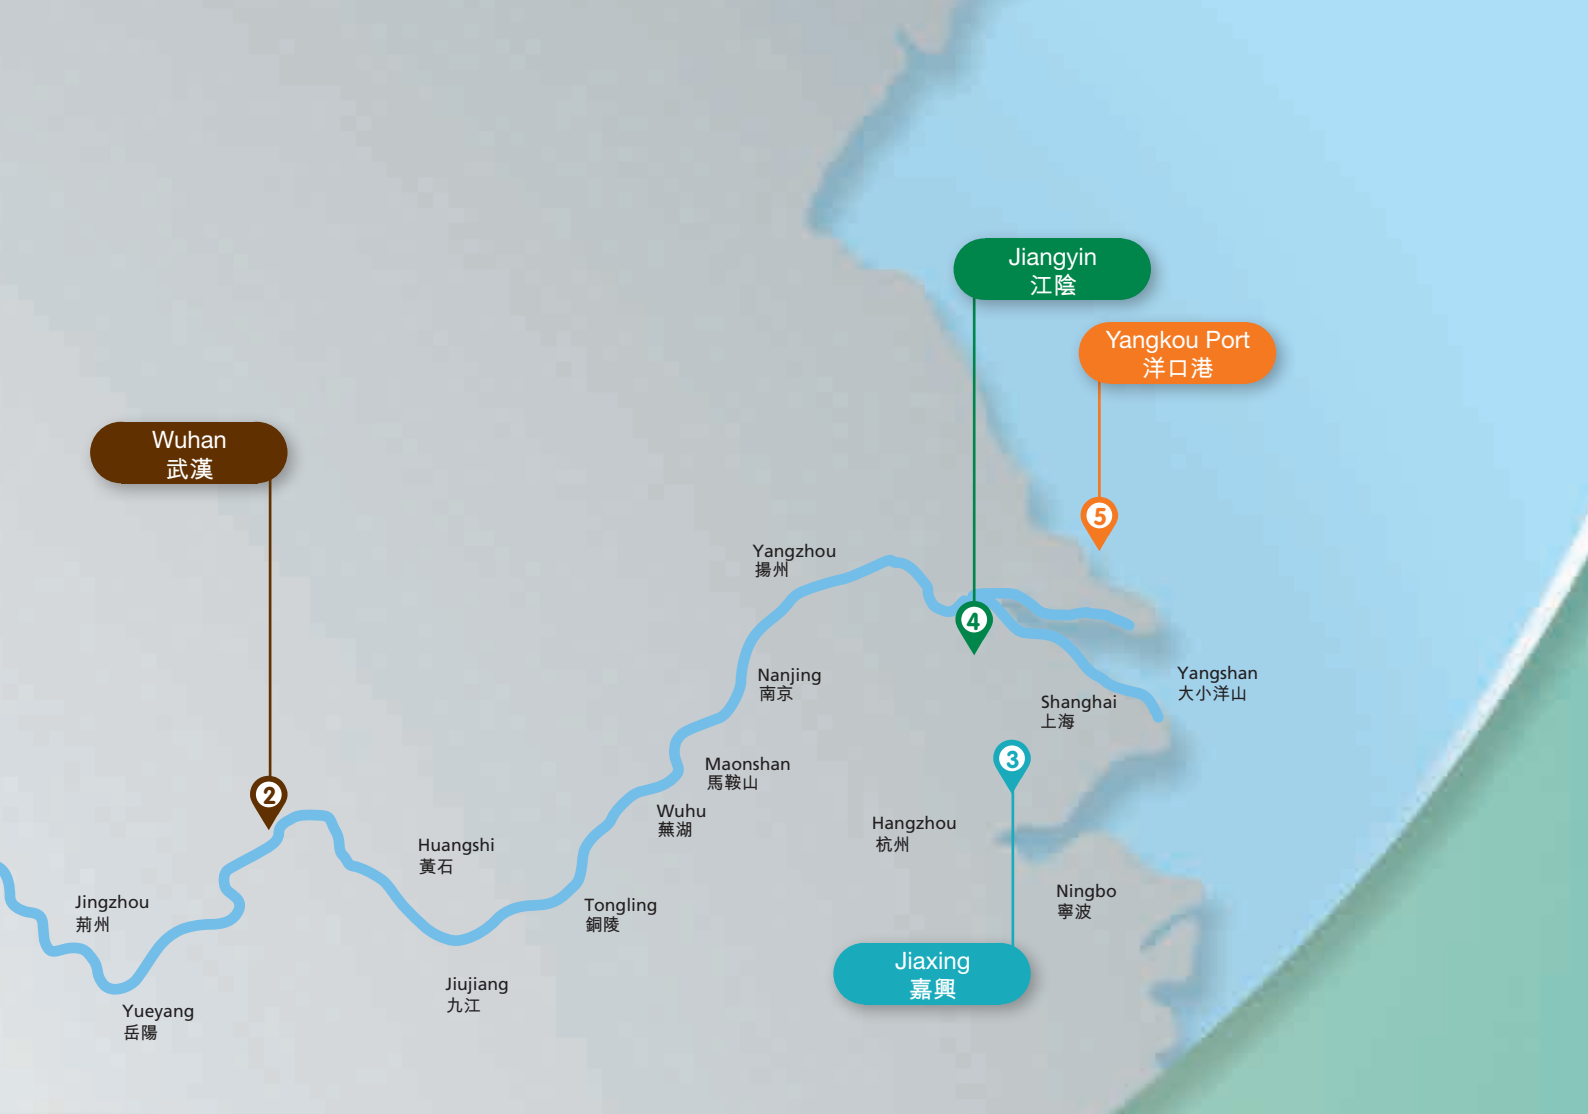 Jiangyin
江陰
Yangkou Port
洋口港
5
Wuhan
武漢
2
Yangzhou
揚州
4
Nanjing
南京
Yangshan
大小洋山
Shanghai
上海
3
Maonshan
馬鞍山
Wuhu
蕪湖
Hangzhou
杭州
Huangshi
黃石
Jingzhou
荊州
Tongling
銅陵
Ningbo
寧波
Jiaxing
嘉興
Jiujiang
九江
Yueyang
岳陽